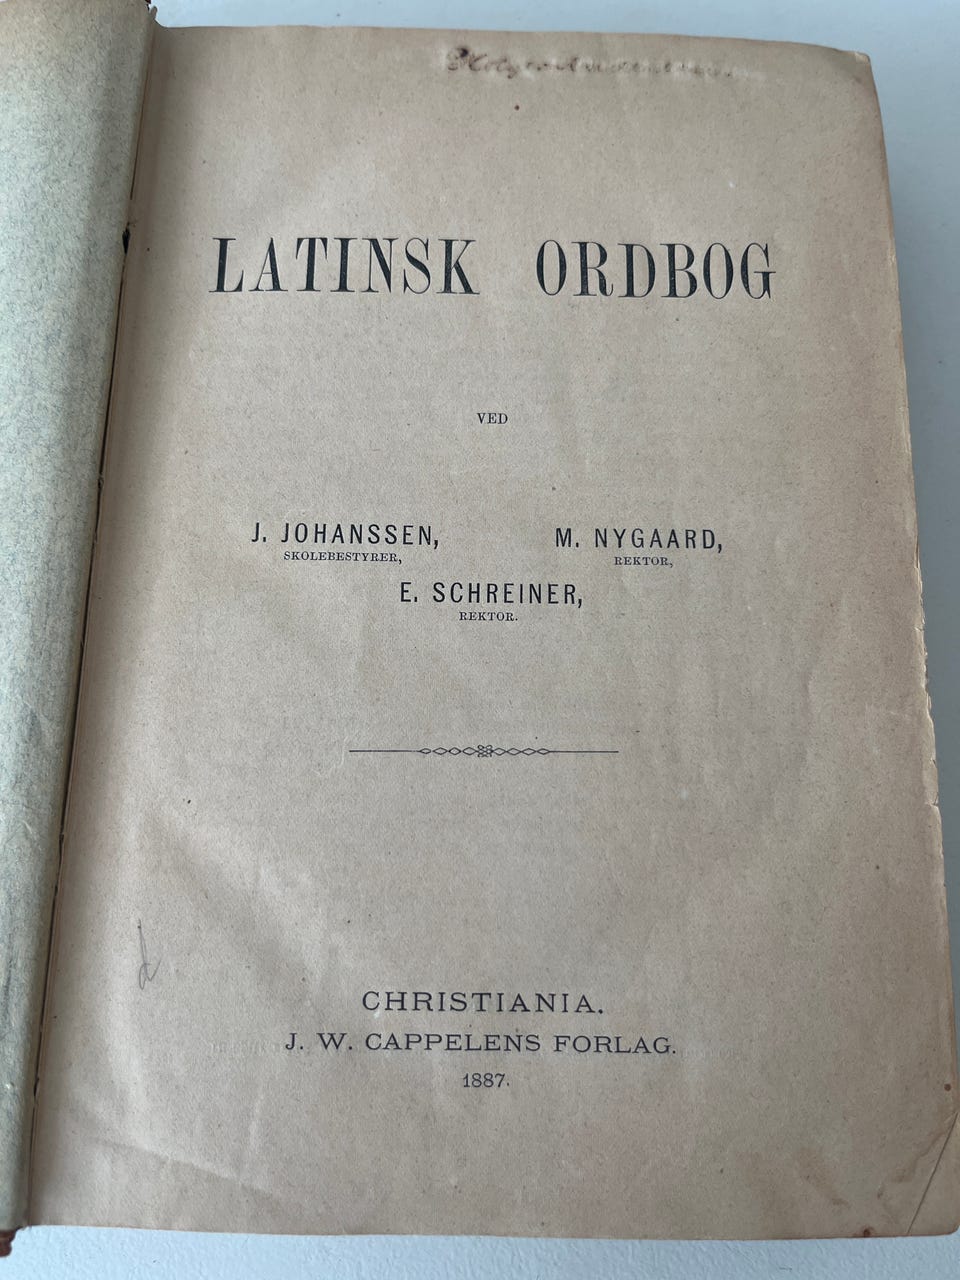 LATINSK ORDBOG
VED
J. JOHANSSEN, M. NYGAARD,
SKOLEBESTYRER, REKTOR,
E. SCHREINER,
REKTOR.
CHRISTIANIA.
J. W. CAPPELENS FORLAG.
1887.